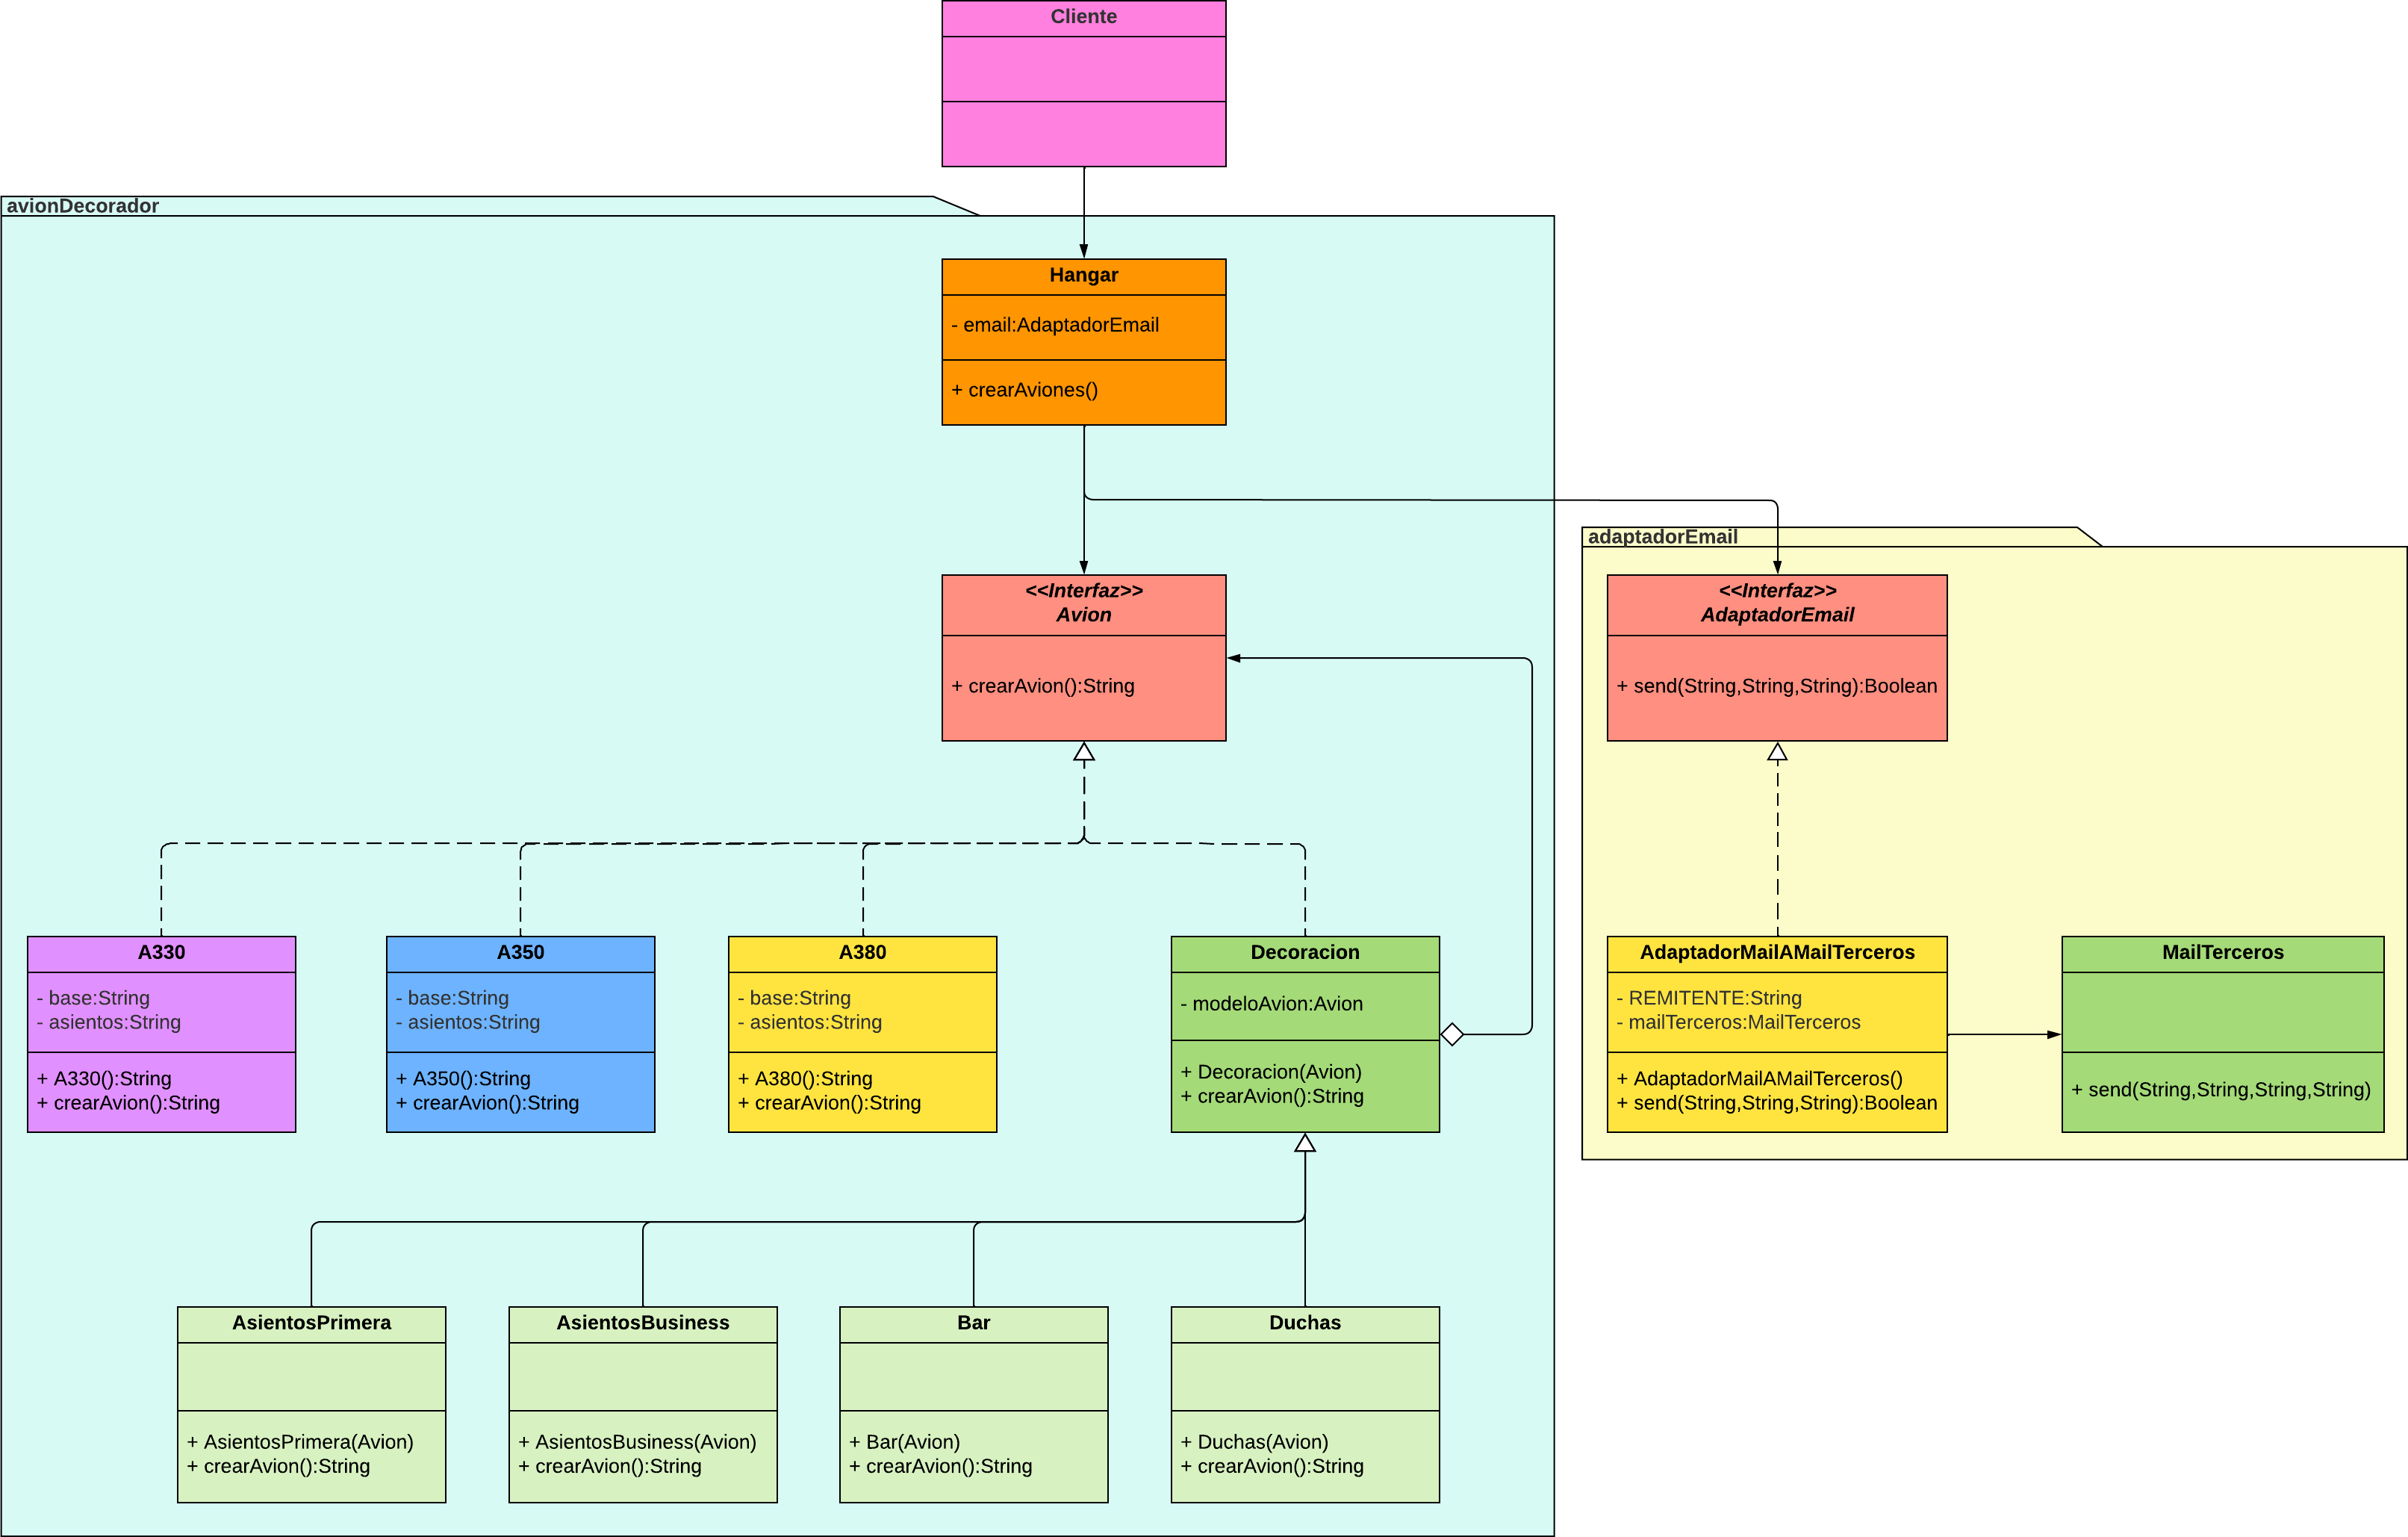 Cliente
avionDecorador
Hangar
- email:AdaptadorEmail
+ crearAviones()
adaptadorEmail
<<Interfaz>>
Avion
+ crearAvion():String
<<Interfaz>>
AdaptadorEmail
+ send(String,String,String):Boolean
A330
- base:String
- asientos:String
+ A330():String
+ crearAvion():String
A350
- base:String
- asientos:String
+ A350():String
+ crearAvion():String
A380
- base:String
- asientos:String
+ A380():String
+ crearAvion():String
Decoracion
- modeloAvion:Avion
+ Decoracion(Avion)
+ crearAvion():String
AdaptadorMailAMailTerceros
- REMITENTE:String
- mailTerceros:MailTerceros
+ AdaptadorMailAMailTerceros()
+ send(String,String,String):Boolean
MailTerceros
+ send(String,String,String,String)
AsientosPrimera
+ AsientosPrimera(Avion)
+ crearAvion():String
AsientosBusiness
+ AsientosBusiness(Avion)
+ crearAvion():String
Bar
+ Bar(Avion)
+ crearAvion():String
Duchas
+ Duchas(Avion)
+ crearAvion():String